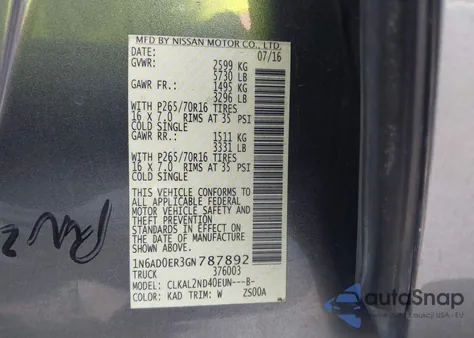 MFD BY NISSAN MOTOR CO., LTD.
DATE: 07/16
GVWR: 2599 KG
5730 LB
GAWR FR.: 1495 KG
3296 LB
WITH P265/70R16 TIRES
16 X 7.0 RIMS AT 35 PSI
COLD SINGLE
GAWR RR: 1511 KG
3331 LB
WITH P265/70R16 TIRES
16 X 7.0 RIMS AT 35 PSI
COLD SINGLE
THIS VEHICLE CONFORMS TO
ALL APPLICABLE FEDERAL
MOTOR VEHICLE SAFETY AND
THEFT PREVENTION
STANDARDS IN EFFECT
ON THE DATE OF
MANUFACTURE SHOWN ABOVE
1N6AD0ER3GN787892
TRUCK 376003
MODEL: CLKAL2ND40EUN---B-
COLOR: KAD TRIM: W ZS00A
autoSnap